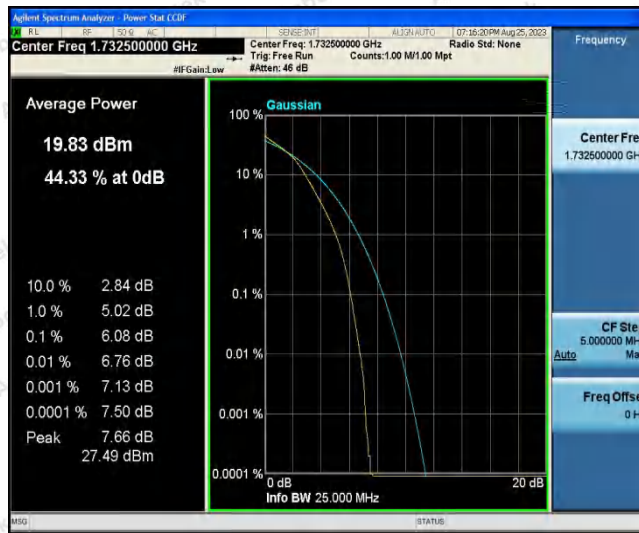 Agilent Spectrum Analyzer - Power Stat CCDF
RL RF 50 Ω AC SENSE:INT ALIGN AUTO 07:16:20PM Aug 25, 2023
Center Freq 1.732500000 GHz
Center Freq: 1.732500000 GHz Radio Std: None
Trig: Free Run Counts:1.00 M/1.00 Mpt
#IFGain:Low #Atten: 46 dB
Frequency
Average Power
19.83 dBm
44.33 % at 0dB
10.0 % 2.84 dB
1.0 % 5.02 dB
0.1 % 6.08 dB
0.01 % 6.76 dB
0.001 % 7.13 dB
0.0001 % 7.50 dB
Peak 7.66 dB
27.49 dBm
Gaussian
100 %
10 %
1 %
0.1 %
0.01 %
0.001 %
0.0001 %
0 dB 20 dB
Info BW 25.000 MHz
Center Fre
1.732500000 GH
CF Ste
5.000000 MH
Auto Ma
Freq Offse
0 H
MSG STATUS